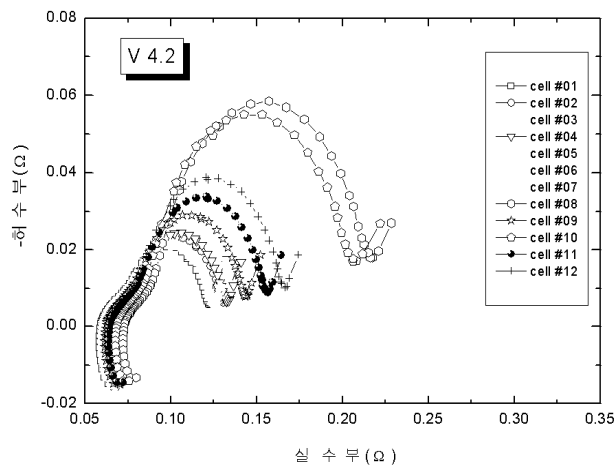 V 4.2
0.08
0.06
0.04
0.02
0.00
-0.02
-허수부(Ω)
0.05 0.10 0.15 0.20 0.25 0.30 0.35
실 수 부(Ω)
cell #01
cell #02
cell #03
cell #04
cell #05
cell #06
cell #07
cell #08
cell #09
cell #10
cell #11
cell #12